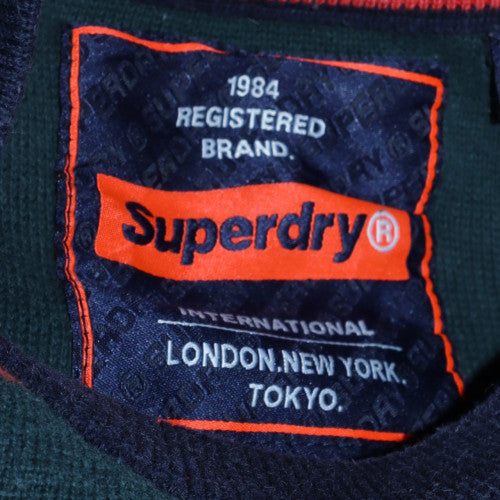 1984
REGISTERED
BRAND.
Superdry®
INTERNATIONAL
LONDON.NEW YORK.
TOKYO.